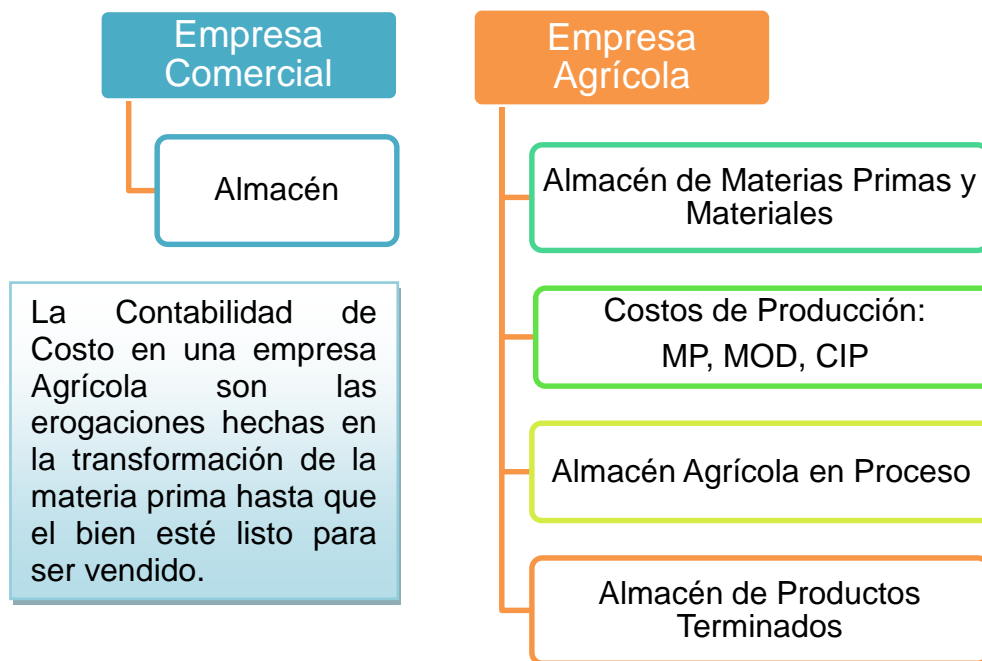 Empresa
Comercial
Almacén
La Contabilidad de
Costo en una empresa
Agrícola son las
erogaciones hechas en
la transformación de la
materia prima hasta que
el bien esté listo para
ser vendido.
Empresa
Agrícola
Almacén de Materias Primas y
Materiales
Costos de Producción:
MP, MOD, CIP
Almacén Agrícola en Proceso
Almacén de Productos
Terminados